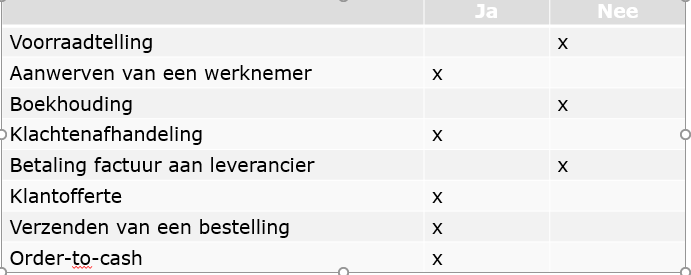 Ja Nee
Voorraadtelling x
Aanwerven van een werknemer x
Boekhouding x
Klachtenafhandeling x
Betaling factuur aan leverancier x
Klantofferte x
Verzenden van een bestelling x
Order-to-cash x